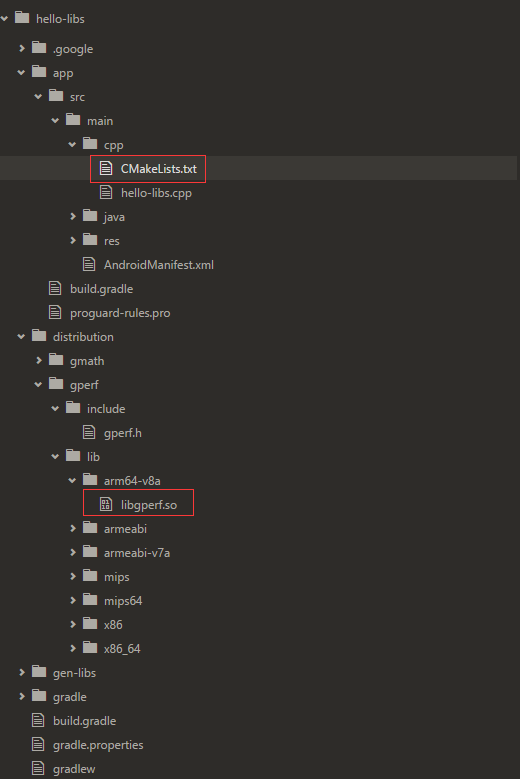 hello-libs
.google
app
src
main
cpp
CMakeLists.txt
hello-libs.cpp
java
res
AndroidManifest.xml
build.gradle
proguard-rules.pro
distribution
gmath
gperf
include
gperf.h
lib
arm64-v8a
libgperf.so
armeabi
armeabi-v7a
mips
mips64
x86
x86_64
gen-libs
gradle
build.gradle
gradle.properties
gradlew